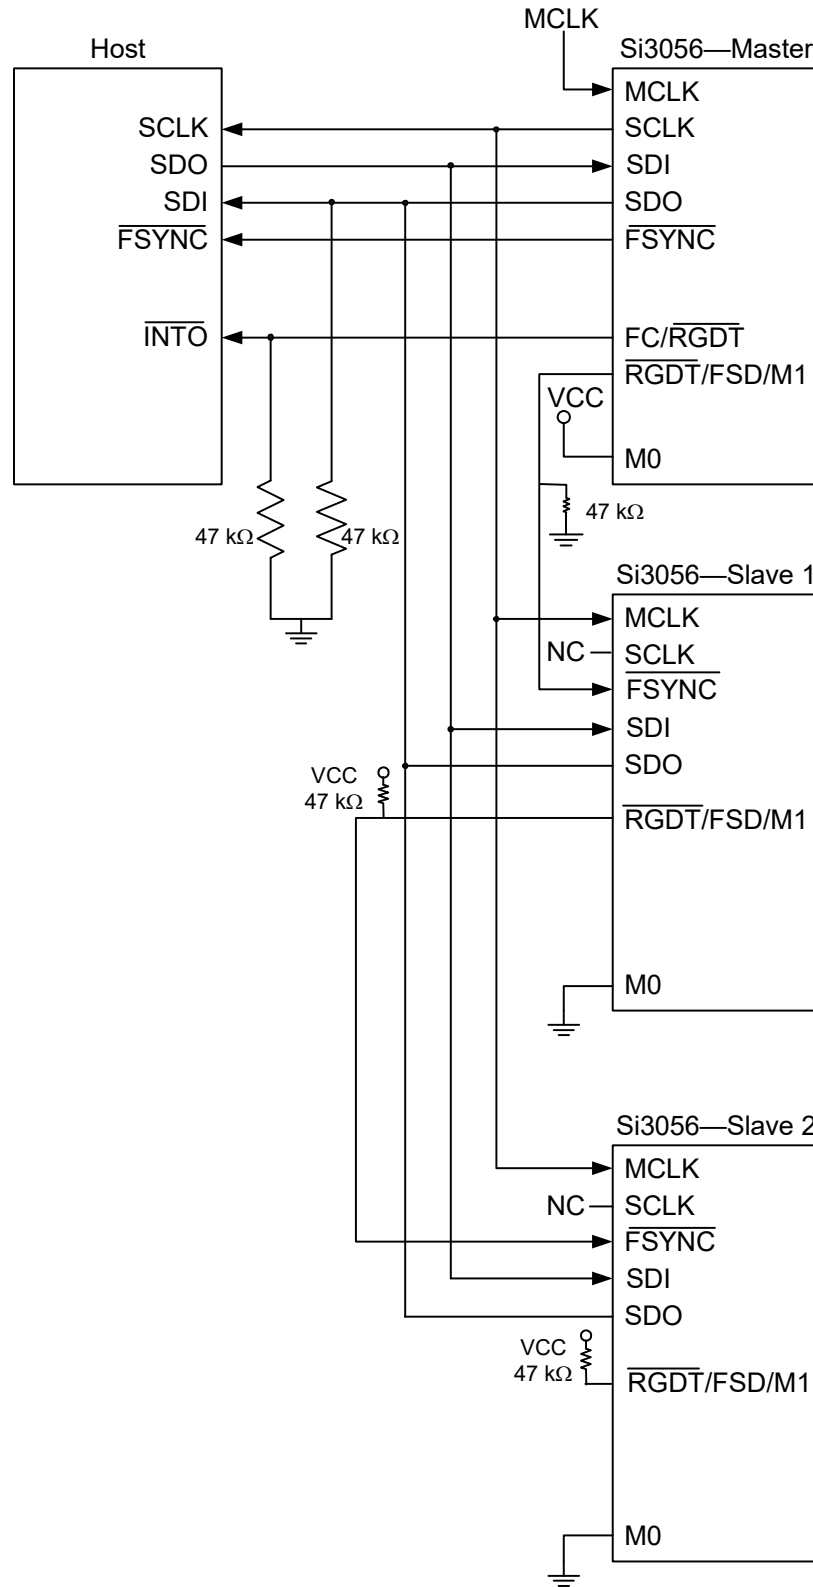 MCLK
Host
Si3056—Master
MCLK
SCLK
SCLK
SDO
SDI
SDI
SDO
FSYNC
FSYNC
INTO
FC/RGDT
RGDT/FSD/M1
VCC
M0
47 kΩ
47 kΩ
47 kΩ
Si3056—Slave 1
MCLK
NC
SCLK
FSYNC
SDI
SDO
VCC
47 kΩ
RGDT/FSD/M1
M0
Si3056—Slave 2
MCLK
NC
SCLK
FSYNC
SDI
SDO
VCC
47 kΩ
RGDT/FSD/M1
M0